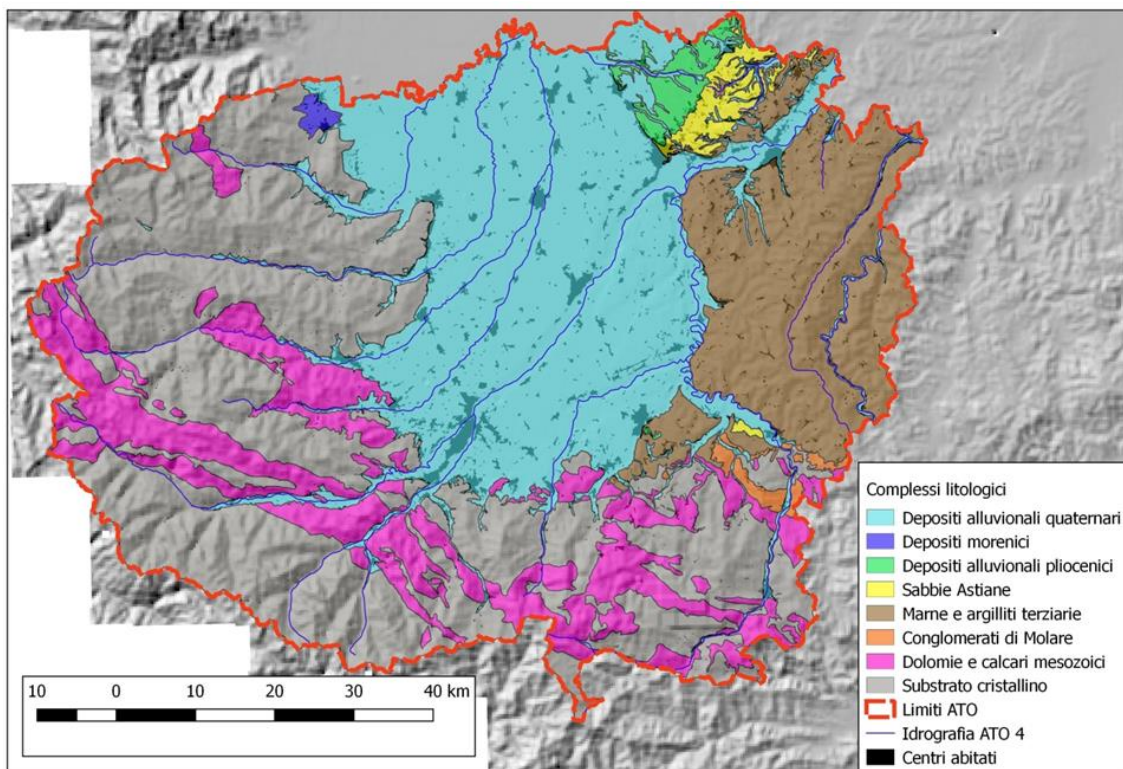 Complessi litologici
Depositi alluvionali quaternari
Depositi morenici
Depositi alluvionali pliocenici
Sabbie Astiane
Marne e argilliti terziarie
Conglomerati di Molare
Dolomie e calcari mesozoici
Substrato cristallino
Limiti ATO
Idrografia ATO 4
Centri abitati
10 0 10 20 30 40 km